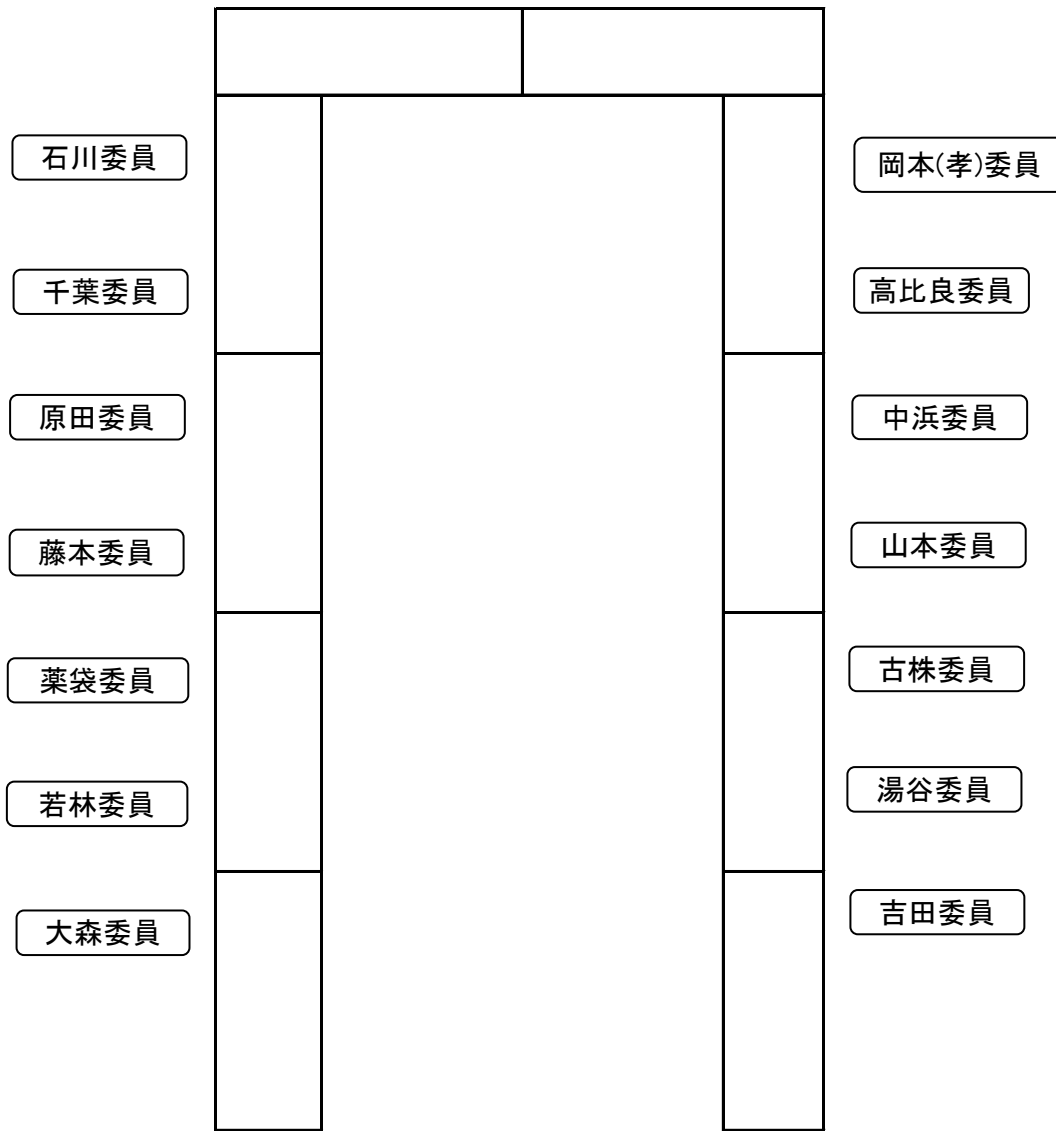 石川委員
岡本(孝)委員
千葉委員
高比良委員
原田委員
中浜委員
藤本委員
山本委員
薬袋委員
古株委員
若林委員
湯谷委員
大森委員
吉田委員